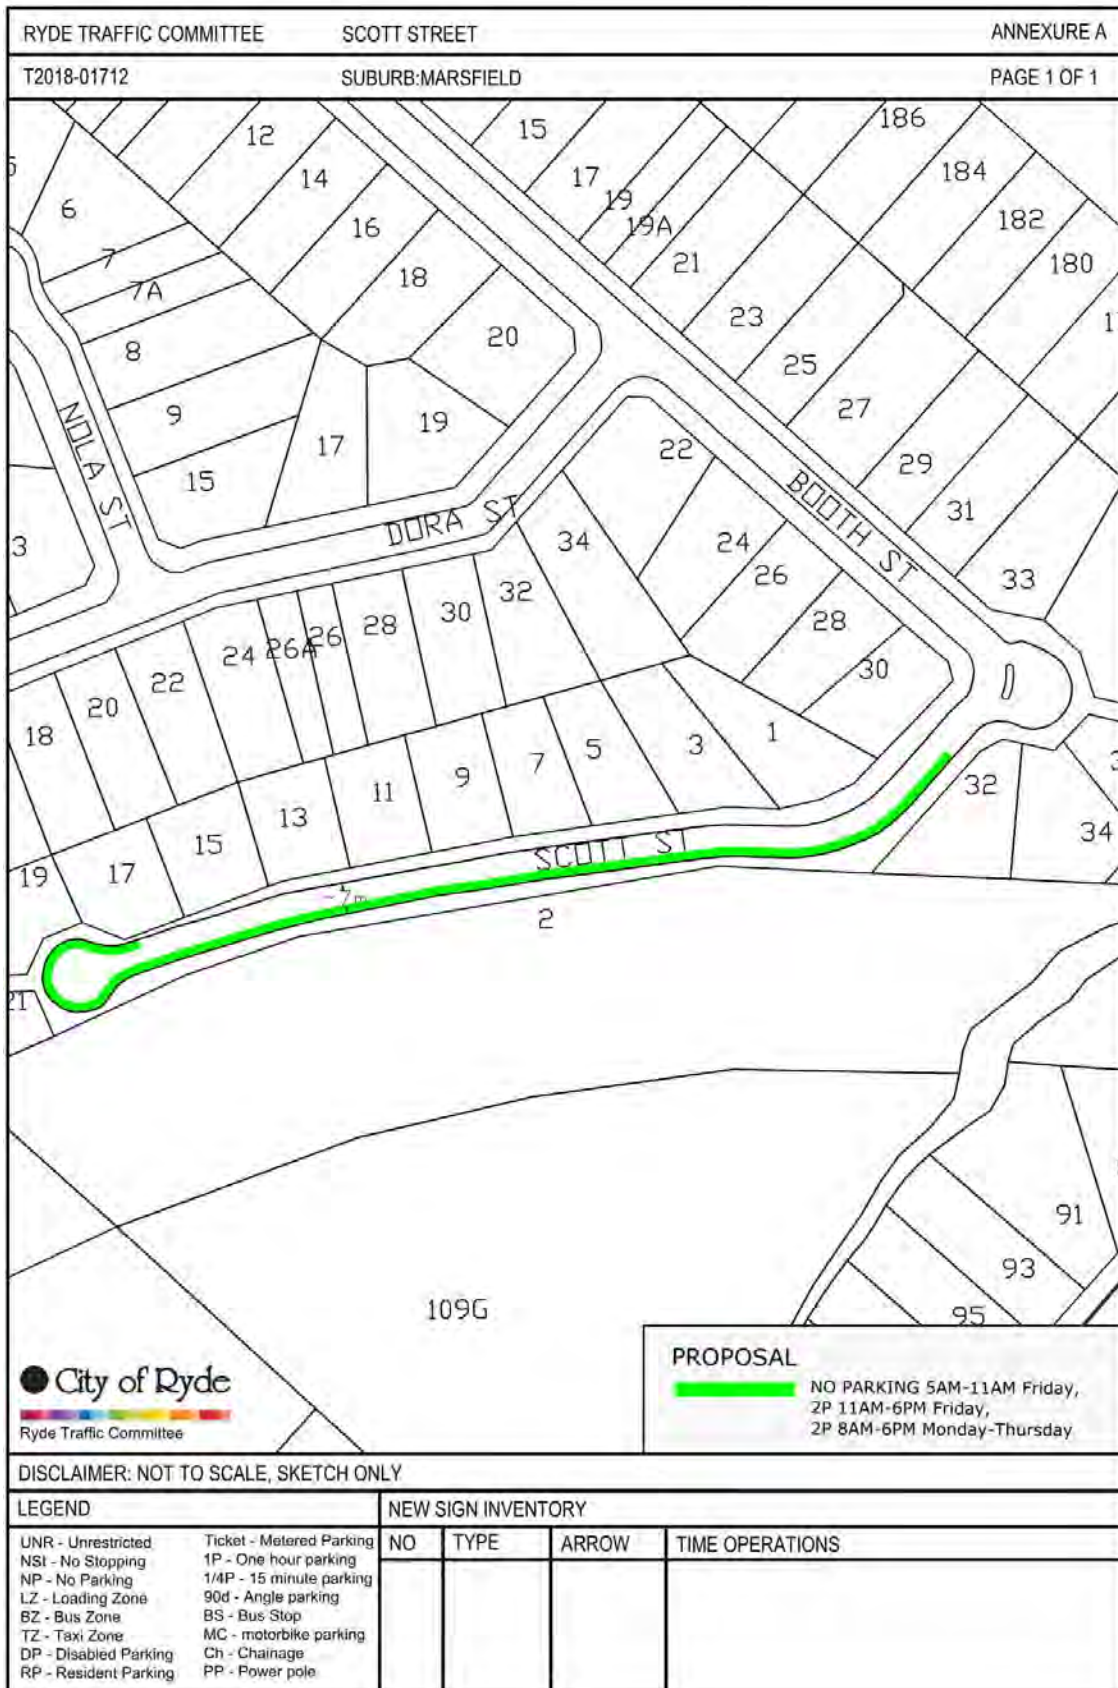 RYDE TRAFFIC COMMITTEE SCOTT STREET ANNEXURE A
T2018-01712 SUBURB:MARSFIELD PAGE 1 OF 1
12
14
16
18
20
6
7
7A
8
9
15
17
19
NOLA ST
DORA ST
3
15
17
19
19A
21
23
25
27
29
31
33
186
184
182
180
BOOTH ST
22
24
26
28
30
34
32
30
28
26
26A
24
22
20
18
1
3
5
7
9
11
13
15
17
19
21
SCOTT ST
~7m
2
32
34
109G
91
93
95
City of Ryde
Ryde Traffic Committee
PROPOSAL
NO PARKING 5AM-11AM Friday,
2P 11AM-6PM Friday,
2P 8AM-6PM Monday-Thursday
DISCLAIMER: NOT TO SCALE, SKETCH ONLY
LEGEND
UNR - Unrestricted
NSt - No Stopping
NP - No Parking
LZ - Loading Zone
BZ - Bus Zone
TZ - Taxi Zone
DP - Disabled Parking
RP - Resident Parking
Ticket - Metered Parking
1P - One hour parking
1/4P - 15 minute parking
90d - Angle parking
BS - Bus Stop
MC - motorbike parking
Ch - Chainage
PP - Power pole
NEW SIGN INVENTORY
NO TYPE ARROW TIME OPERATIONS